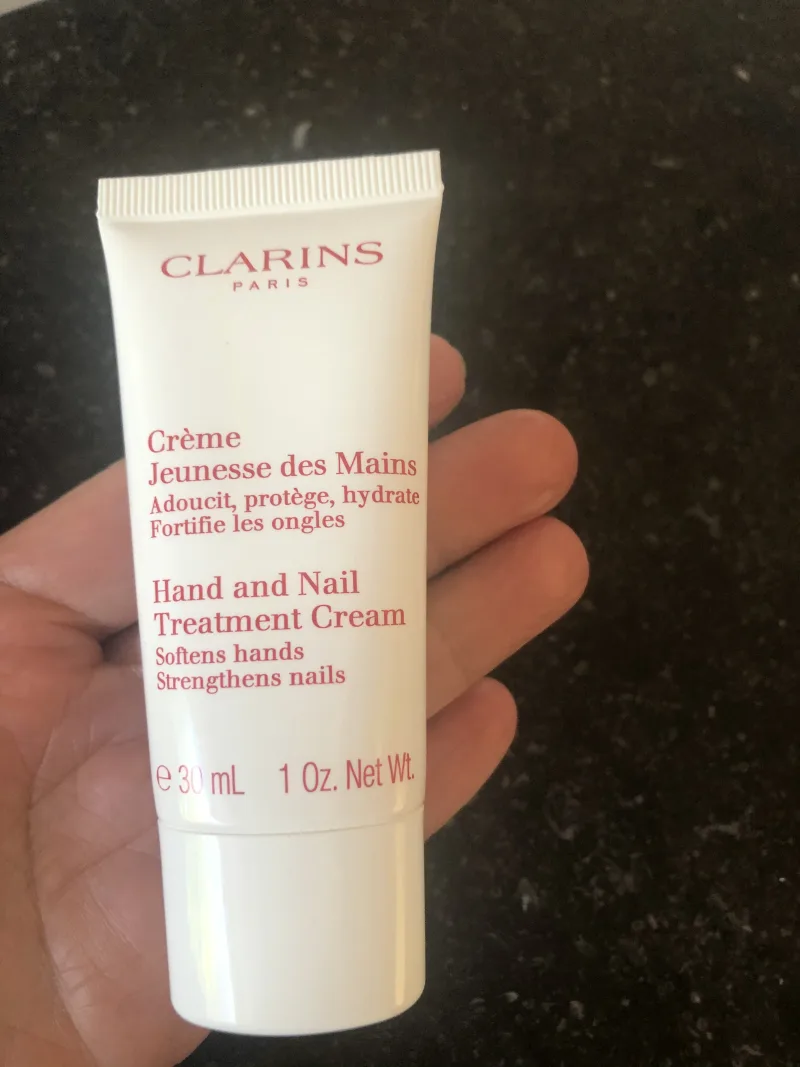 CLARINS
PARIS
Crème
Jeunesse des Mains
Adoucit, protège, hydrate
Fortifie les ongles
Hand and Nail
Treatment Cream
Softens hands
Strengthens nails
℮ 30 mL 1 Oz. Net Wt.